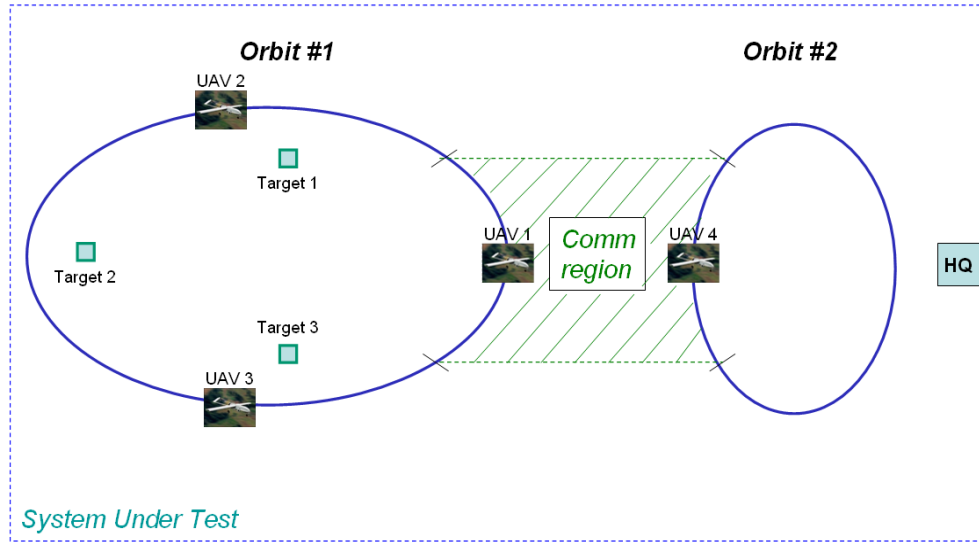 Orbit #1
Orbit #2
UAV 2
Target 1
UAV 1
Comm
region
UAV 4
HQ
Target 2
Target 3
UAV 3
System Under Test